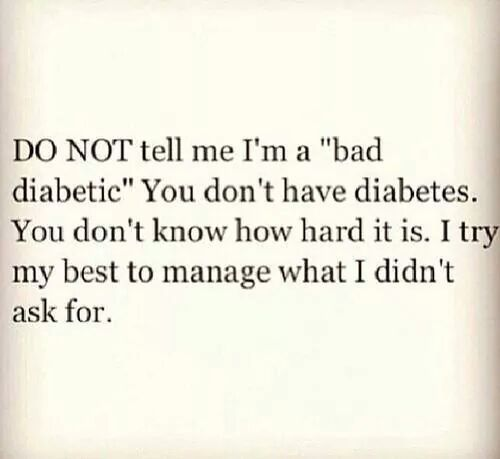 DO NOT tell me I'm a "bad
diabetic" You don't have diabetes.
You don't know how hard it is. I try
my best to manage what I didn't
ask for.